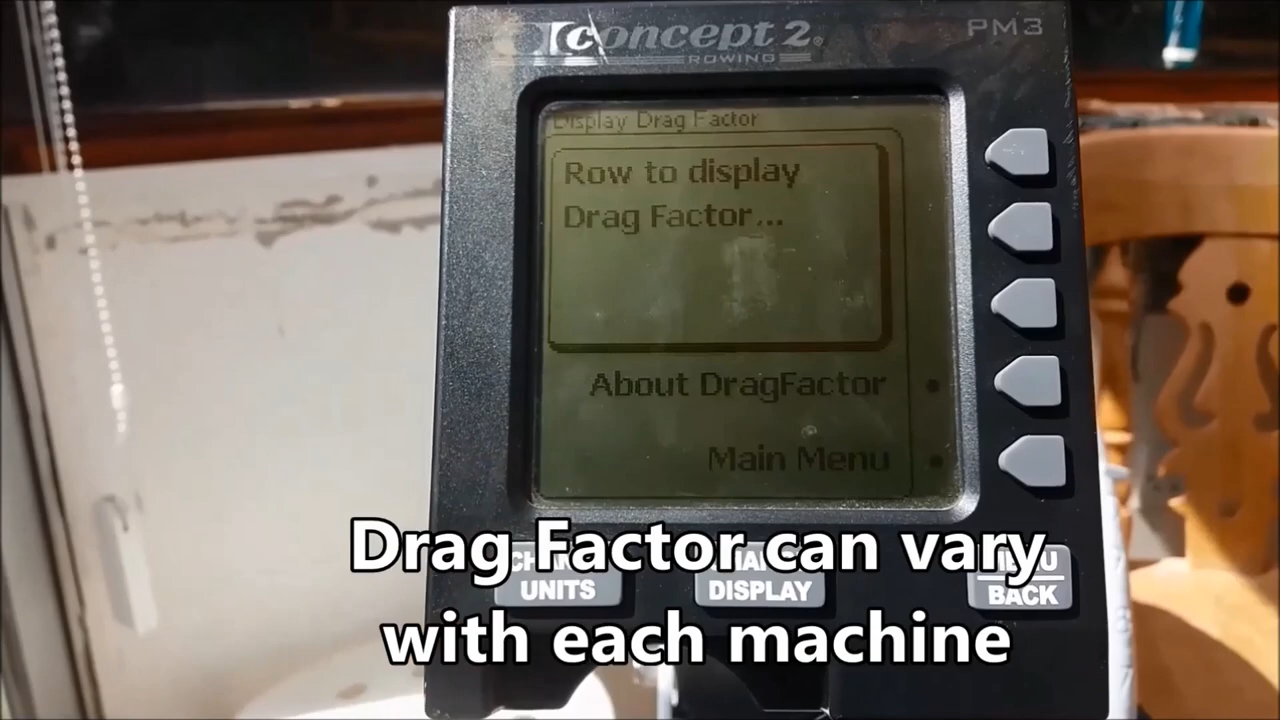 concept 2®
ROWING
PM3
Display Drag Factor
Row to display
Drag Factor...
About DragFactor
Main Menu
Drag Factor can vary
with each machine
UNITS
DISPLAY
MENU
BACK